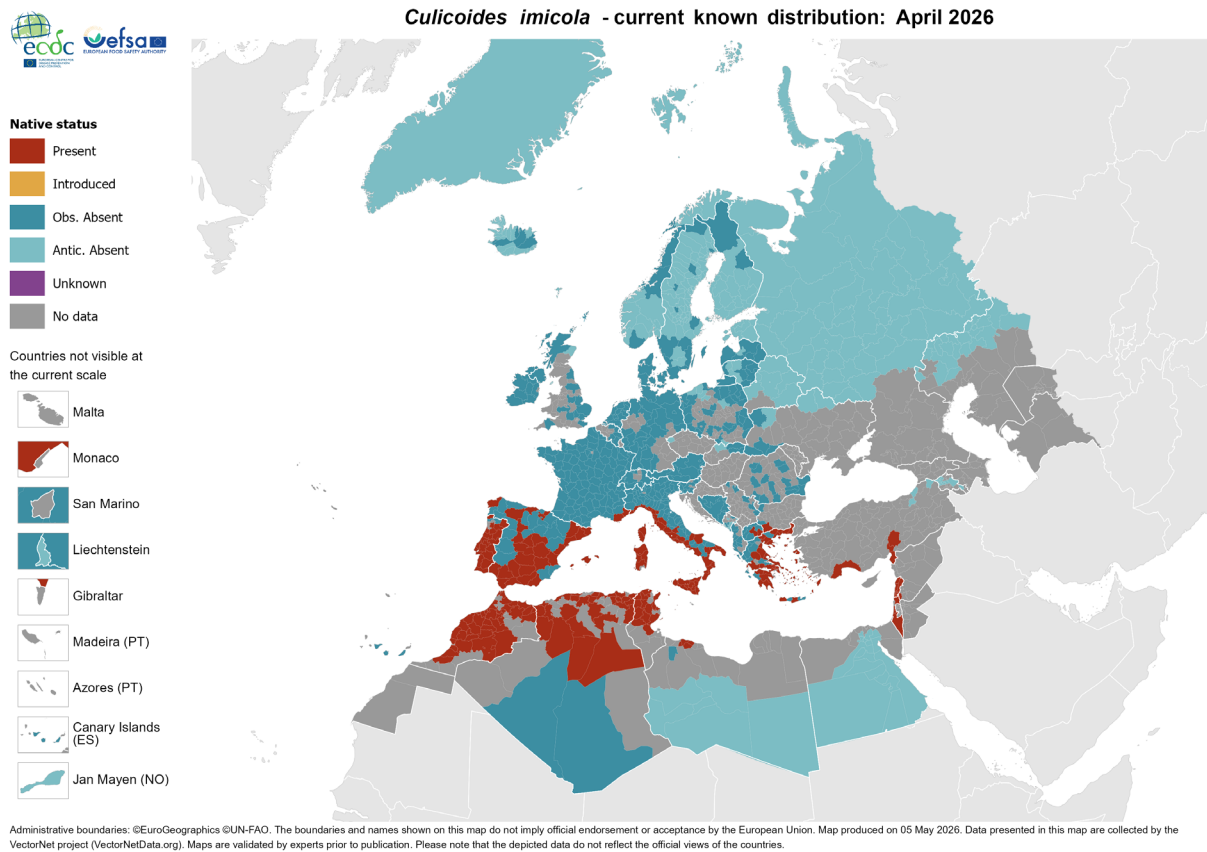 Culicoides imicola - current known distribution: April 2026
ecdc
efsa
EUROPEAN FOOD SAFETY AUTHORITY
Native status
Present
Introduced
Obs. Absent
Antic. Absent
Unknown
No data
Countries not visible at
the current scale
Malta
Monaco
San Marino
Liechtenstein
Gibraltar
Madeira (PT)
Azores (PT)
Canary Islands
(ES)
Jan Mayen (NO)
Administrative boundaries: ©EuroGeographics ©UN-FAO. The boundaries and names shown on this map do not imply official endorsement or acceptance by the European Union. Map produced on 05 May 2026. Data presented in this map are collected by the
VectorNet project (VectorNetData.org). Maps are validated by experts prior to publication. Please note that the depicted data do not reflect the official views of the countries.